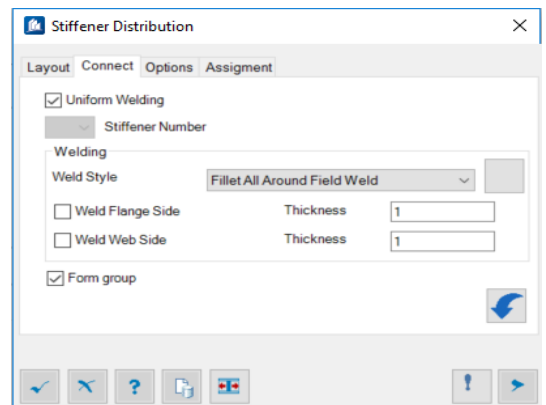 Stiffener Distribution
Layout Connect Options Assigment
Uniform Welding
Stiffener Number
Welding
Weld Style Fillet All Around Field Weld
Weld Flange Side Thickness 1
Weld Web Side Thickness 1
Form group
?